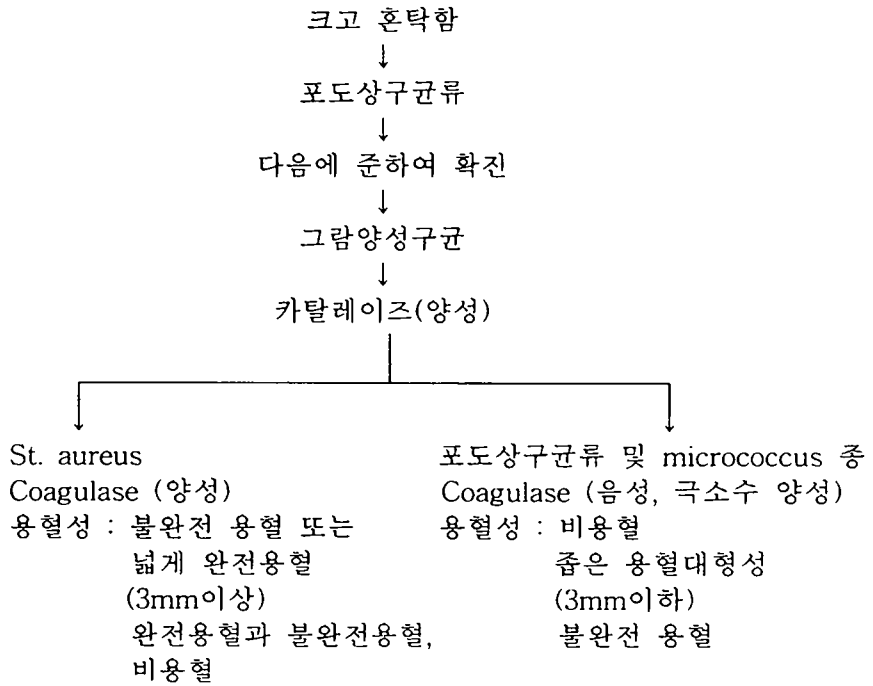 크고 혼탁함
↓
포도상구균류
↓
다음에 준하여 확진
↓
그람양성구균
↓
카탈레이즈(양성)
St. aureus
Coagulase (양성)
용혈성 : 불완전 용혈 또는
넓게 완전용혈
(3mm이상)
완전용혈과 불완전용혈,
비용혈
포도상구균류 및 micrococcus 종
Coagulase (음성, 극소수 양성)
용혈성 : 비용혈
좁은 용혈대형성
(3mm이하)
불완전 용혈